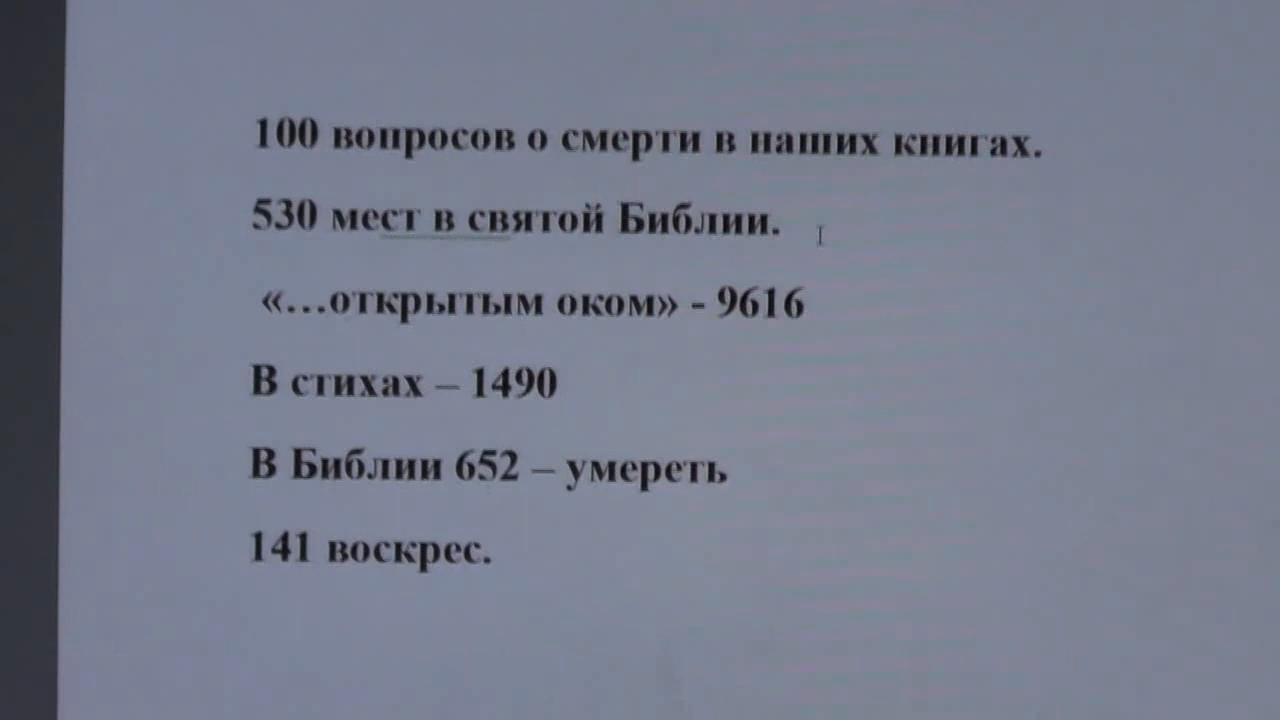 100 вопросов о смерти в наших книгах.
530 мест в святой Библии.
«…открытым оком» - 9616
В стихах – 1490
В Библии 652 – умереть
141 воскрес.